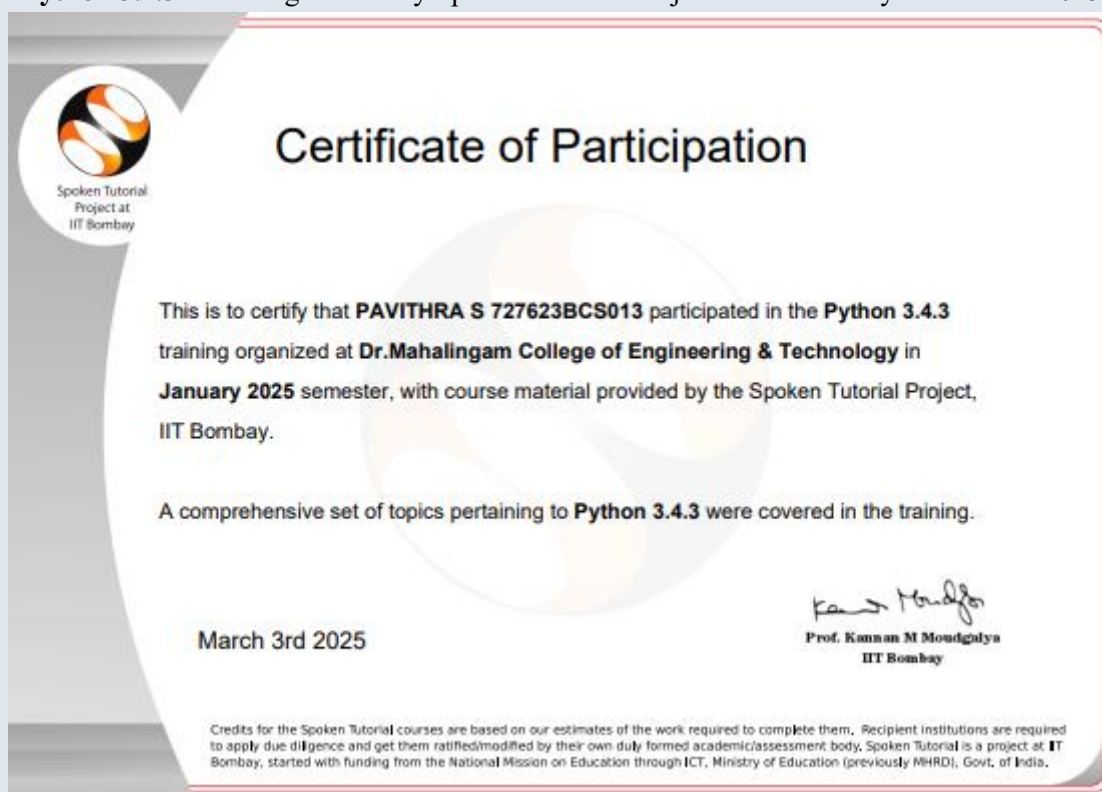 Spoken Tutorial
Project at
IIT Bombay
Certificate of Participation
This is to certify that PAVITHRA S 727623BCS013 participated in the Python 3.4.3
training organized at Dr.Mahalingam College of Engineering & Technology in
January 2025 semester, with course material provided by the Spoken Tutorial Project,
IIT Bombay.
A comprehensive set of topics pertaining to Python 3.4.3 were covered in the training.
March 3rd 2025
Prof. Kannan M Moudgalya
IIT Bombay
Credits for the Spoken Tutorial courses are based on our estimates of the work required to complete them. Recipient institutions are required
to apply due diligence and get them ratified/modified by their own duly formed academic/assessment body. Spoken Tutorial is a project at IIT
Bombay, started with funding from the National Mission on Education through ICT, Ministry of Education (previously MHRD), Govt. of India.